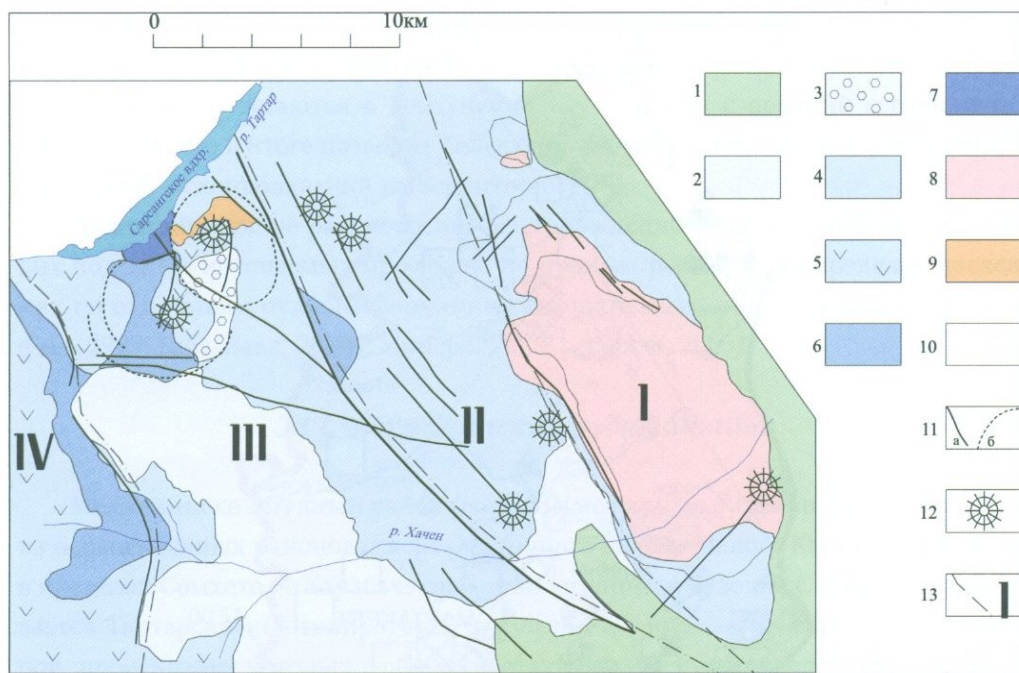 0 10км
р. Тартар
Сарсангское вдхр.
IV
III
II
I
р. Хачен
1
2
3
4
5
6
7
8
9
10
11 а б
12
13 I